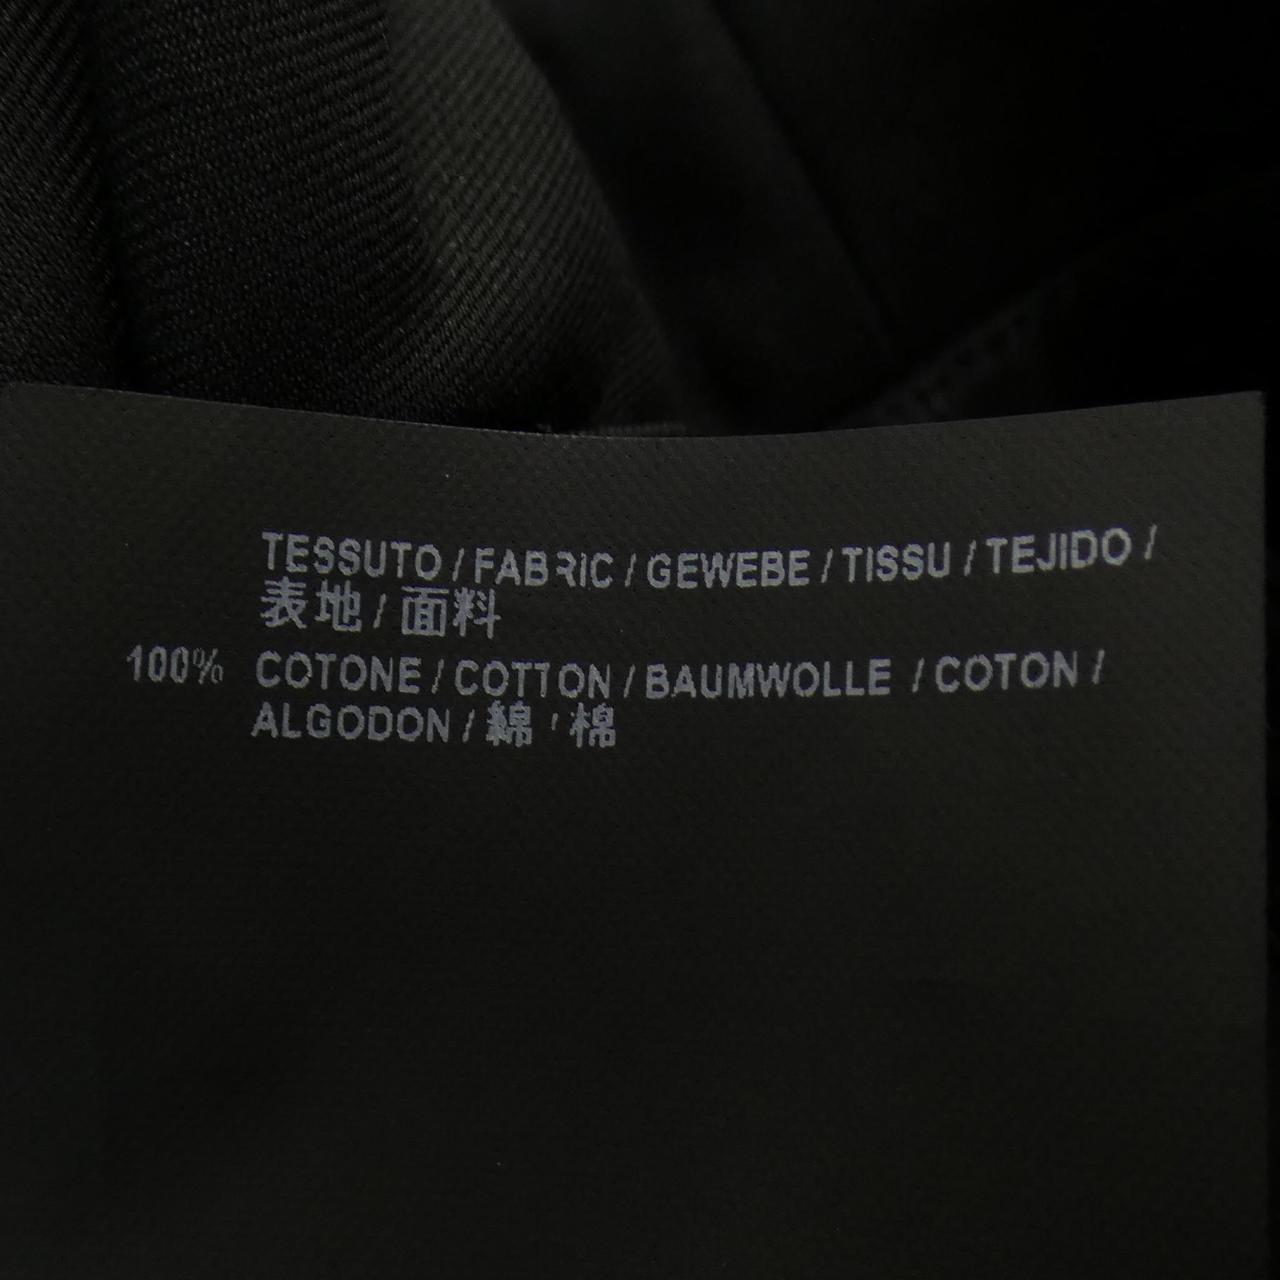 TESSUTO / FABRIC / GEWEBE / TISSU / TEJIDO /
表地 / 面料
100% COTONE / COTTON / BAUMWOLLE / COTON /
ALGODON / 綿 / 棉